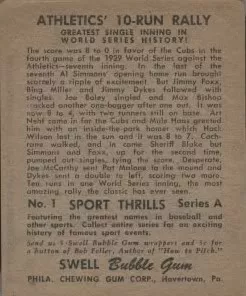 ATHLETICS' 10-RUN RALLY
GREATEST SINGLE INNING IN
WORLD SERIES HISTORY!
The score was 8 to 0 in favor of the Cubs in the
fourth game of the 1929 World Series against the
Athletics—seventh inning. In the last of the
seventh Al Simmons' opening home run brought
merely a ripple of excitement. But Jimmy Foxx,
Bing Miller and Jimmy Dykes followed with
singles. Joe Boley singled and Max Bishop
cracked another one-bagger after one out. It was
now 8 to 4, with two runners still on base. Art
Nehf came in for the Cubs and Mule Haas greeted
him with an inside-the-park homer which Hack
Wilson lost in the sun and it was 8 to 7. Coch-
rane walked, and in came Sheriff Blake but
Simmons and Foxx, up for the second time,
pumped out singles, tying the score. Desperate,
Joe McCarthy sent Pat Malone to the mound and
Dykes sent a double to left, scoring two more.
Ten runs in one World Series inning, the most
amazing rally the classic has ever seen.
No. 1 SPORT THRILLS Series A
Featuring the greatest names in baseball and
other sports. Collect entire series for an exciting
history of famous sport events.
Send us 5 Swell Bubble Gum wrappers and 5c for
a button of Bob Feller, Author of "How to Pitch."
SWELL Bubble Gum
PHILA. CHEWING GUM CORP., Havertown, Pa.